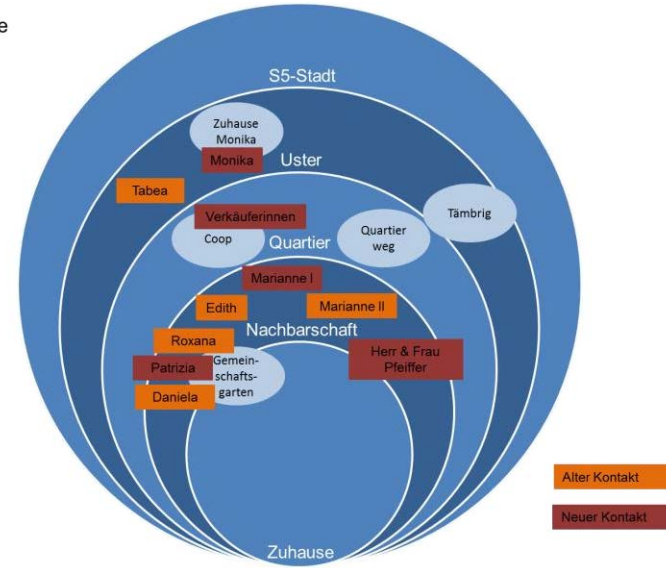 e
S5-Stadt
Zuhause
Monika
Monika
Uster
Tabea
Verkäuferinnen
Tämbrig
Coop
Quartier
Quartier
weg
Marianne I
Edith
Marianne II
Nachbarschaft
Roxana
Herr & Frau
Pfeiffer
Patrizia
Gemein-
schafts-
garten
Daniela
Alter Kontakt
Neuer Kontakt
Zuhause